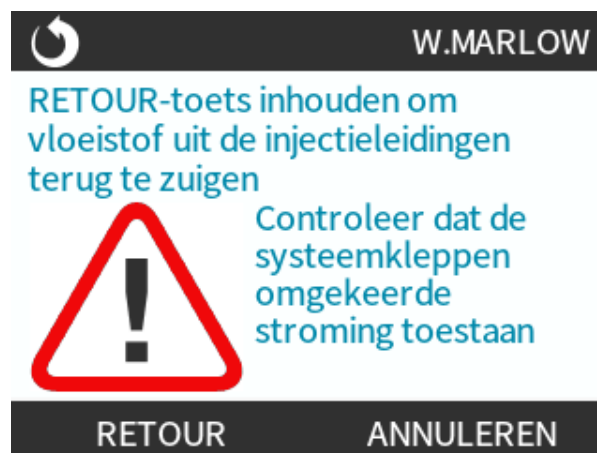 W.MARLOW
RETOUR-toets inhouden om
vloeistof uit de injectieleidingen
terug te zuigen
Controleer dat de
systeemkleppen
omgekeerde
stroming toestaan
RETOUR ANNULEREN